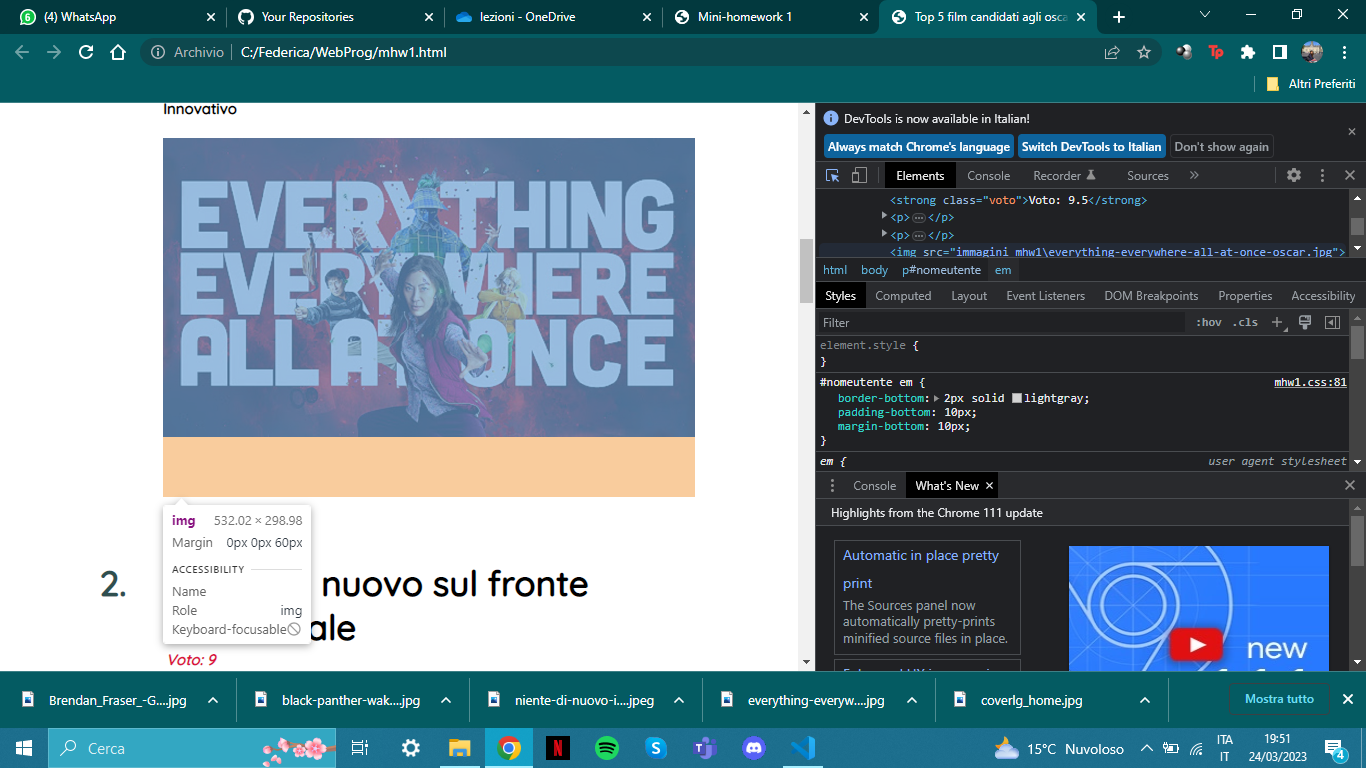 (4) WhatsApp
Your Repositories
lezioni - OneDrive
Mini-homework 1
Top 5 film candidati agli osca
Archivio
C:/Federica/WebProg/mhw1.html
Altri Preferiti
Innovativo
EVERYTHING
EVERYWHERE
ALL AT ONCE
img 532.02 × 298.98
Margin 0px 0px 60px
ACCESSIBILITY
Name
Role img
Keyboard-focusable
2. nuovo sul fronte
ale
Voto: 9
DevTools is now available in Italian!
Always match Chrome's language
Switch DevTools to Italian
Don't show again
Elements Console Recorder Sources »
<strong class="voto">Voto: 9.5</strong>
<p>…</p>
<p>…</p>
<img src="immagini mhw1\everything-everywhere-all-at-once-oscar.jpg">
html body p#nomeutente em
Styles Computed Layout Event Listeners DOM Breakpoints Properties Accessibility
Filter :hov .cls
element.style {
}
#nomeutente em { mhw1.css:81
border-bottom: 2px solid lightgray;
padding-bottom: 10px;
margin-bottom: 10px;
}
em { user agent stylesheet
Console What's New
Highlights from the Chrome 111 update
Automatic in place pretty
print
The Sources panel now
automatically pretty-prints
minified source files in place.
new
Brendan_Fraser_-G....jpg
black-panther-wak....jpg
niente-di-nuovo-i....jpeg
everything-everyw....jpg
coverlg_home.jpg
Mostra tutto
Cerca
15°C Nuvoloso
ITA
IT
19:51
24/03/2023
4